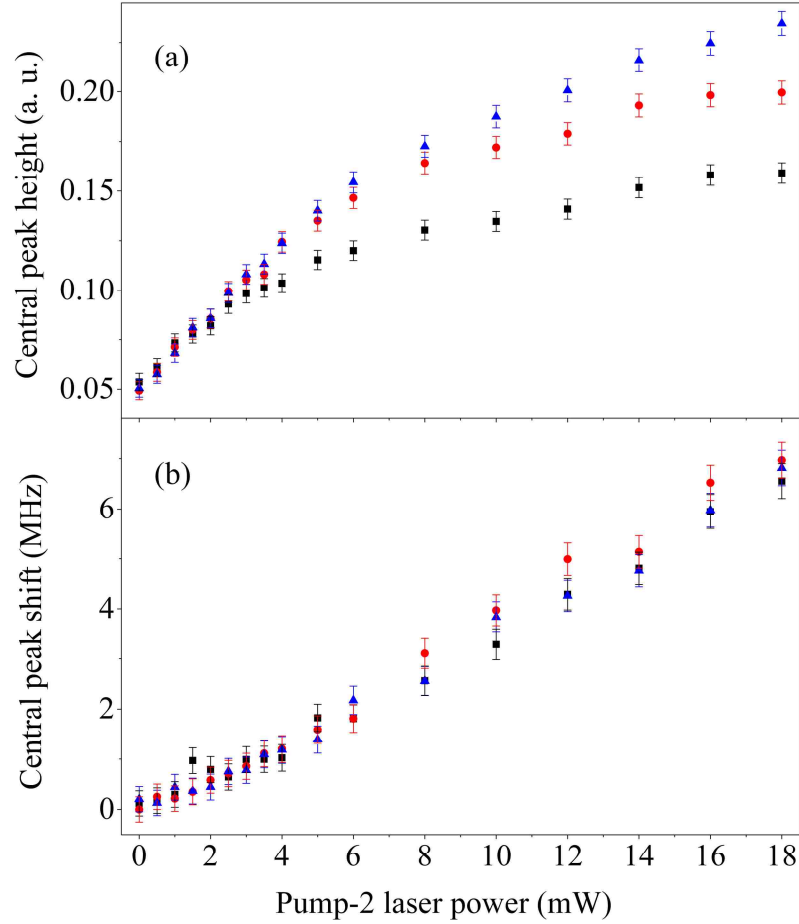 (a)
Central peak height (a. u.)
0.20
0.15
0.10
0.05
(b)
Central peak shift (MHz)
6
4
2
0
0 2 4 6 8 10 12 14 16 18
Pump-2 laser power (mW)